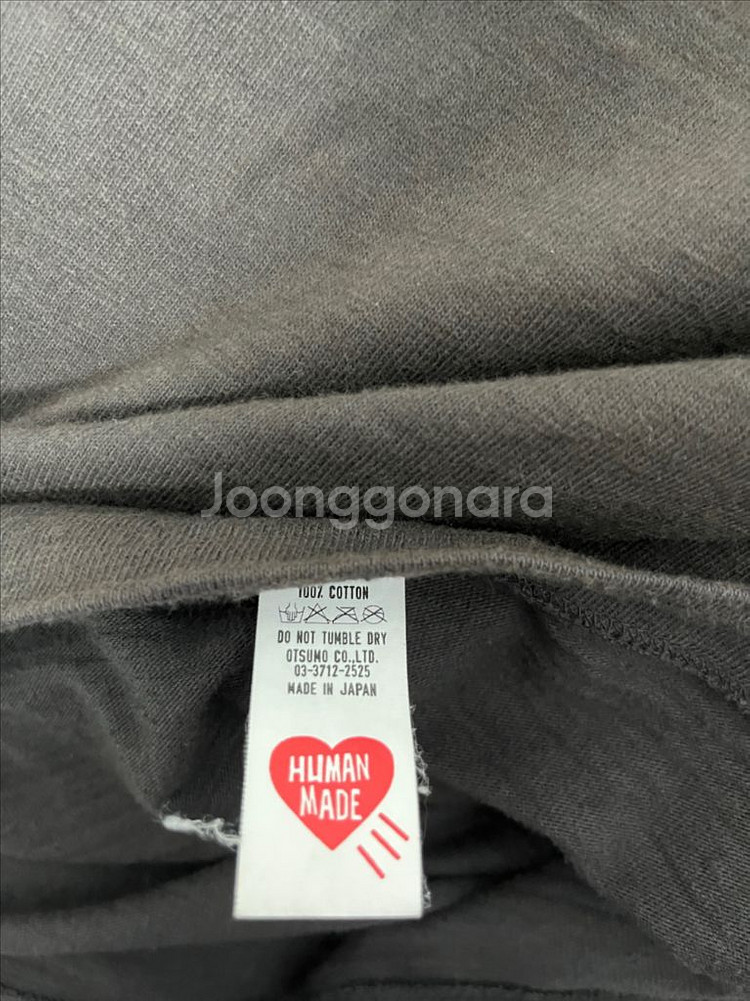 Joonggonara
100% COTTON
DO NOT TUMBLE DRY
OTSUMO CO.,LTD.
03-3712-2525
MADE IN JAPAN
HUMAN
MADE